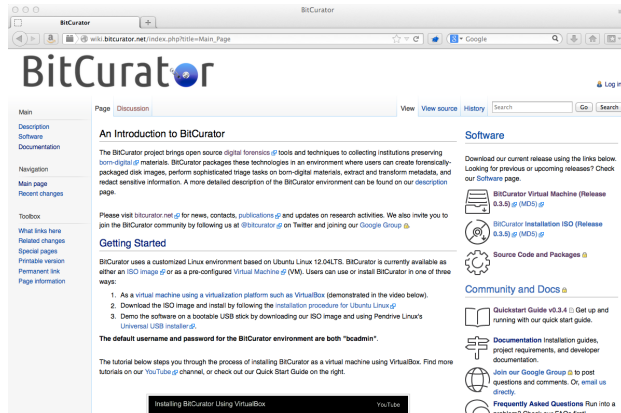 BitCurator
BitCurator
wiki.bitcurator.net/index.php?title=Main_Page
Google
BitCurator
Log in
Main
Description
Software
Documentation
Navigation
Main page
Recent changes
Toolbox
What links here
Related changes
Special pages
Printable version
Permanent link
Page information
Page Discussion
View View source History Search Go Search
An Introduction to BitCurator
The BitCurator project brings open source digital forensics tools and techniques to collecting institutions preserving
born-digital materials. BitCurator packages these technologies in an environment where users can create forensically-
packaged disk images, perform sophisticated triage tasks on born-digital materials, extract and transform metadata, and
redact sensitive information. A more detailed description of the BitCurator environment can be found on our description
page.
Please visit bitcurator.net for news, contacts, publications and updates on research activities. We also invite you to
join the BitCurator community by following us at @bitcurator on Twitter and joining our Google Group.
Getting Started
BitCurator uses a customized Linux environment based on Ubuntu Linux 12.04LTS. BitCurator is currently available as
either an ISO image or as a pre-configured Virtual Machine (VM). Users can use or install BitCurator in one of three
ways:
1. As a virtual machine using a virtualization platform such as VirtualBox (demonstrated in the video below).
2. Download the ISO image and install by following the installation procedure for Ubuntu Linux
3. Demo the software on a bootable USB stick by downloading our ISO image and using Pendrive Linux's
Universal USB installer.
The default username and password for the BitCurator environment are both "bcadmin".
The tutorial below steps you through the process of installing BitCurator as a virtual machine using VirtualBox. Find more
tutorials on our YouTube channel, or check out our Quick Start Guide on the right.
Installing BitCurator Using VirtualBox YouTube
Software
Download our current release using the links below.
Looking for previous or upcoming releases? Check
our Software page.
BitCurator Virtual Machine (Release
0.3.5) (MD5)
BitCurator Installation ISO (Release
0.3.5) (MD5)
Source Code and Packages
Community and Docs
Quickstart Guide v0.3.4 Get up and
running with our quick start guide.
Documentation Installation guides,
project requirements, and developer
documentation.
Join our Google Group to post
questions and comments. Or, email us
directly.
Frequently Asked Questions Run into a
problem? Check our FAQs first!